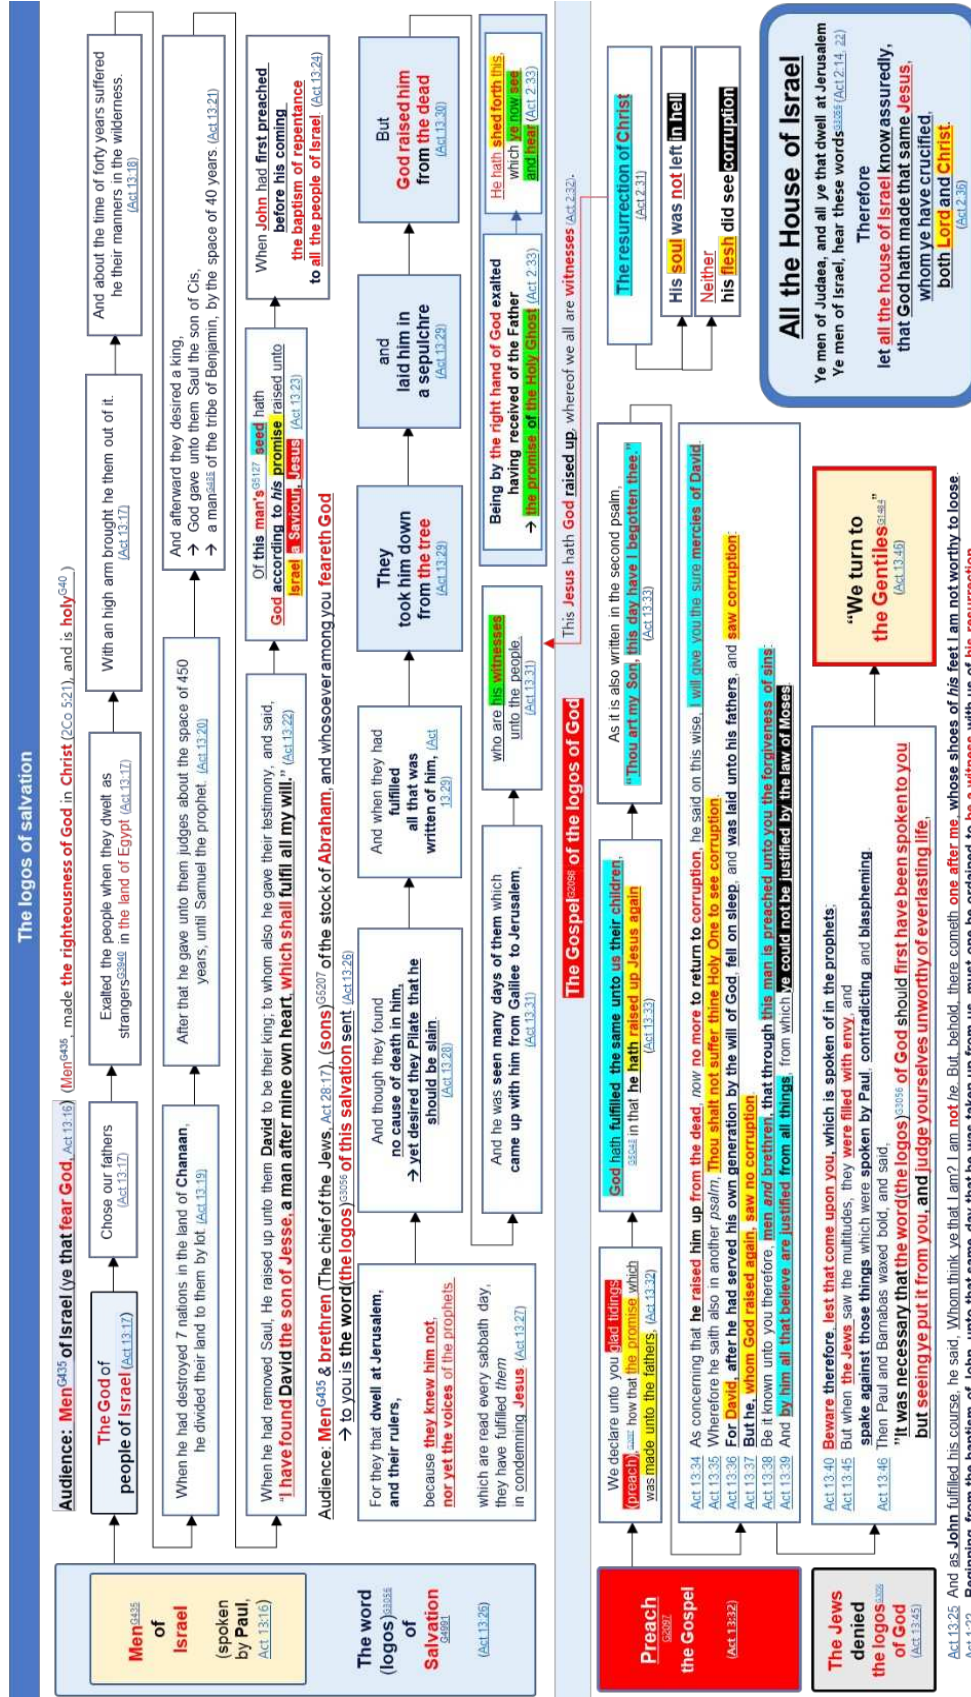 The logos of salvation
Audience: Men G435 of Israel (ye that fear God, Act 13:16) (Men G435, made the righteousness of God in Christ (2Co 5:21), and is holy G40 )
Men G435
of
Israel
(spoken
by Paul,
Act 13:16)
The God of
people of Israel (Act 13:17)
Chose our fathers
(Act 13:17)
Exalted the people when they dwelt as
strangers G3940 in the land of Egypt (Act 13:17)
With an high arm brought he them out of it.
(Act 13:17)
And about the time of forty years suffered
he their manners in the wilderness.
(Act 13:18)
When he had destroyed 7 nations in the land of Chanaan,
he divided their land to them by lot (Act 13:19)
After that he gave unto them judges about the space of 450
years, until Samuel the prophet. (Act 13:20)
And afterward they desired a king,
→ God gave unto them Saul the son of Cis,
→ a man G435 of the tribe of Benjamin, by the space of 40 years. (Act 13:21)
When he had removed Saul, He raised up unto them David to be their king; to whom also he gave their testimony, and said,
"I have found David the son of Jesse, a man after mine own heart, which shall fulfil all my will." (Act 13:22)
Of this man's G5127 seed hath
God according to his promise raised unto
Israel a Saviour, Jesus (Act 13:23)
When John had first preached
before his coming
the baptism of repentance
to all the people of Israel. (Act 13:24)
The word
(logos) G3056
of
Salvation
G4991
(Act 13:26)
Audience: Men G435 & brethren (The chief of the Jews, Act 28:17), (sons) G5207 of the stock of Abraham, and whosoever among you feareth God
→ to you is the word(the logos) G3056 of this salvation sent (Act 13:26)
For they that dwell at Jerusalem,
and their rulers,
because they knew him not,
nor yet the voices of the prophets
which are read every sabbath day,
they have fulfilled them
in condemning Jesus. (Act 13:27)
And though they found
no cause of death in him,
→ yet desired they Pilate that he
should be slain.
(Act 13:28)
And when they had
fulfilled
all that was
written of him, (Act
13:29)
They
took him down
from the tree
(Act 13:29)
and
laid him in
a sepulchre
(Act 13:29)
But
God raised him
from the dead
(Act 13:30)
And he was seen many days of them which
came up with him from Galilee to Jerusalem,
(Act 13:31)
who are his witnesses
unto the people.
(Act 13:31)
Being by the right hand of God exalted
having received of the Father
→ the promise of the Holy Ghost (Act 2:33)
He hath shed forth this,
which ye now see
and hear (Act 2:33)
The Gospel G2098 of the logos of God
This Jesus hath God raised up, whereof we all are witnesses (Act 2:32).
Preach
G2097
the Gospel
(Act 13:32)
We declare unto you glad tidings
(preach), G2097 how that the promise which
was made unto the fathers, (Act 13:32)
God hath fulfilled the same unto us their children,
in that he hath raised up Jesus again
(Act 13:33)
As it is also written in the second psalm,
"Thou art my Son, this day have I begotten thee."
(Act 13:33)
The resurrection of Christ
(Act 2:31)
His soul was not left in hell
Neither
his flesh did see corruption
Act 13:34 As concerning that he raised him up from the dead, now no more to return to corruption, he said on this wise, I will give you the sure mercies of David.
Act 13:35 Wherefore he saith also in another psalm, Thou shalt not suffer thine Holy One to see corruption.
Act 13:36 For David, after he had served his own generation by the will of God, fell on sleep, and was laid unto his fathers, and saw corruption:
Act 13:37 But he, whom God raised again, saw no corruption.
Act 13:38 Be it known unto you therefore, men and brethren, that through this man is preached unto you the forgiveness of sins:
Act 13:39 And by him all that believe are justified from all things, from which ye could not be justified by the law of Moses.
The Jews
denied
the logos
of God
(Act 13:45)
Act 13:40 Beware therefore, lest that come upon you, which is spoken of in the prophets;
Act 13:45 But when the Jews saw the multitudes, they were filled with envy, and
spake against those things which were spoken by Paul, contradicting and blaspheming.
Act 13:46 Then Paul and Barnabas waxed bold, and said,
"It was necessary that the word(the logos) G3056 of God should first have been spoken to you
but seeing ye put it from you, and judge yourselves unworthy of everlasting life,
"We turn to
the Gentiles G1484"
(Act 13:46)
All the House of Israel
Ye men of Judaea, and all ye that dwell at Jerusalem
Ye men of Israel, hear these words (Act 2:14, 22)
Therefore
let all the house of Israel know assuredly,
that God hath made that same Jesus,
whom ye have crucified,
both Lord and Christ.
(Act 2:36)
Act 13:25 And as John fulfilled his course, he said, Whom think ye that I am? I am not he. But, behold, there cometh one after me, whose shoes of his feet I am not worthy to loose.
Beginning from the baptism of John, unto that same day that he was taken up from us, must one be ordained to be a witness with us of his resurrection.